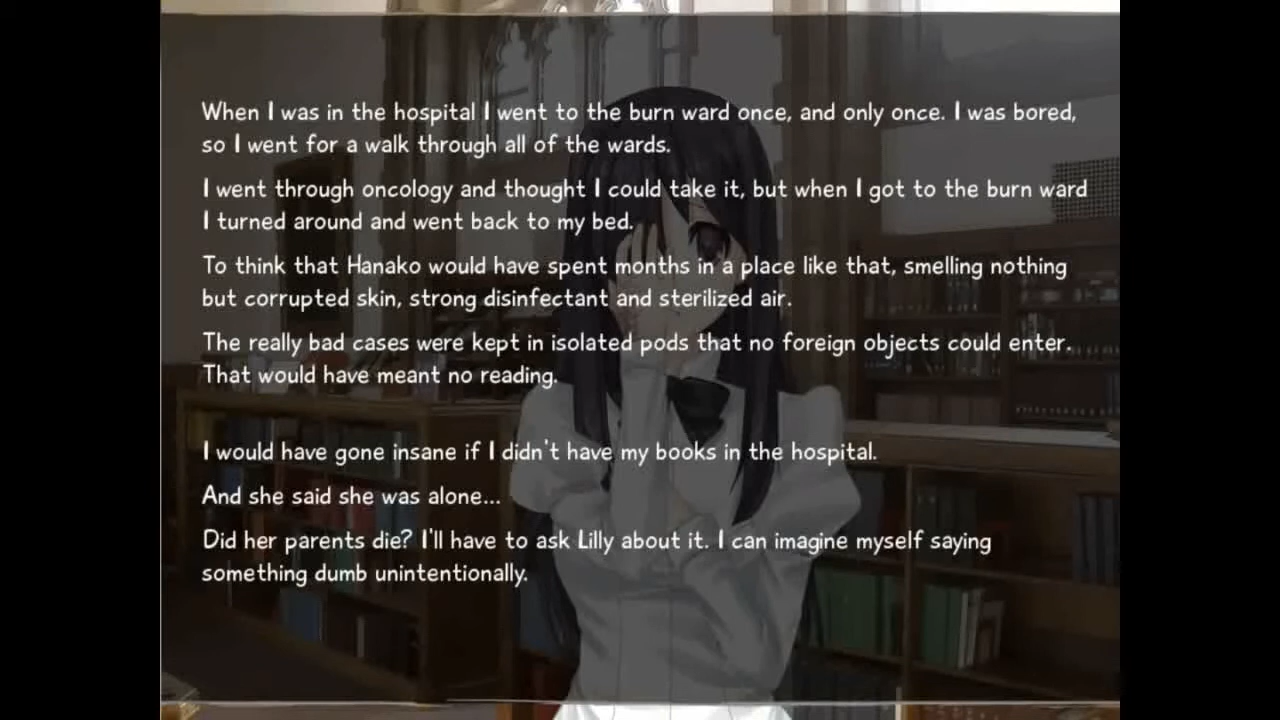 When I was in the hospital I went to the burn ward once, and only once. I was bored,
so I went for a walk through all of the wards.
I went through oncology and thought I could take it, but when I got to the burn ward
I turned around and went back to my bed.
To think that Hanako would have spent months in a place like that, smelling nothing
but corrupted skin, strong disinfectant and sterilized air.
The really bad cases were kept in isolated pods that no foreign objects could enter.
That would have meant no reading.
I would have gone insane if I didn't have my books in the hospital.
And she said she was alone...
Did her parents die? I'll have to ask Lilly about it. I can imagine myself saying
something dumb unintentionally.